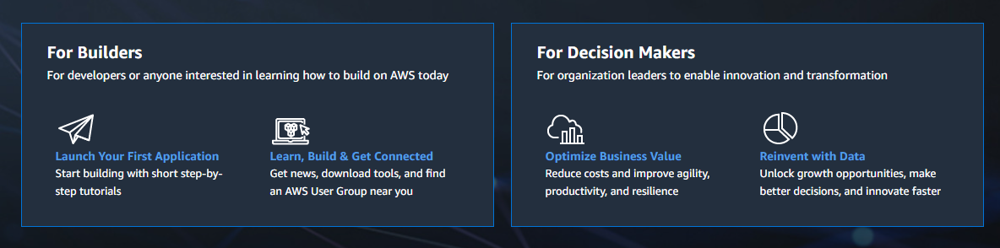 For Builders
For developers or anyone interested in learning how to build on AWS today
Launch Your First Application
Start building with short step-by-
step tutorials
Learn, Build & Get Connected
Get news, download tools, and find
an AWS User Group near you
For Decision Makers
For organization leaders to enable innovation and transformation
Optimize Business Value
Reduce costs and improve agility,
productivity, and resilience
Reinvent with Data
Unlock growth opportunities, make
better decisions, and innovate faster